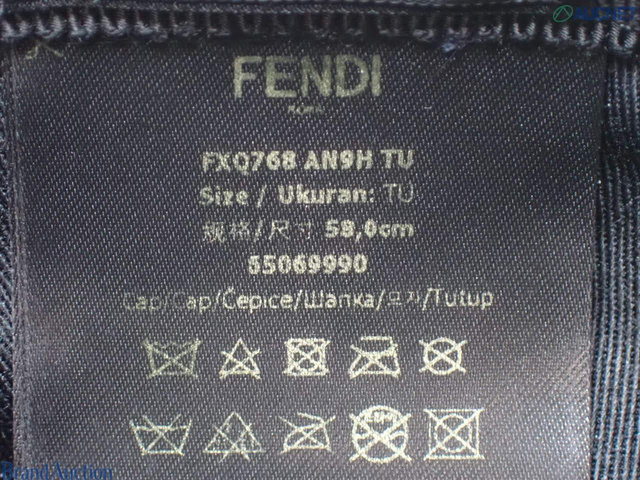 FENDI
ROMA
FXQ768 AN9H TU
Size / Ukuran: TU
规格/尺寸 58,0cm
55069990
Cap/Cap/Čepice/Шапка/모자/Tutup
Brand Auction